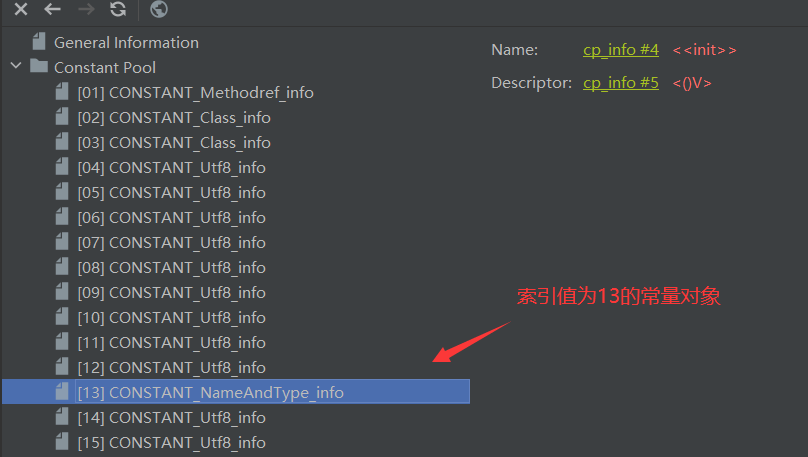 General Information
Constant Pool
[01] CONSTANT_Methodref_info
[02] CONSTANT_Class_info
[03] CONSTANT_Class_info
[04] CONSTANT_Utf8_info
[05] CONSTANT_Utf8_info
[06] CONSTANT_Utf8_info
[07] CONSTANT_Utf8_info
[08] CONSTANT_Utf8_info
[09] CONSTANT_Utf8_info
[10] CONSTANT_Utf8_info
[11] CONSTANT_Utf8_info
[12] CONSTANT_Utf8_info
[13] CONSTANT_NameAndType_info
[14] CONSTANT_Utf8_info
[15] CONSTANT_Utf8_info
Name: cp_info #4 <<init>>
Descriptor: cp_info #5 <()V>
索引值为13的常量对象